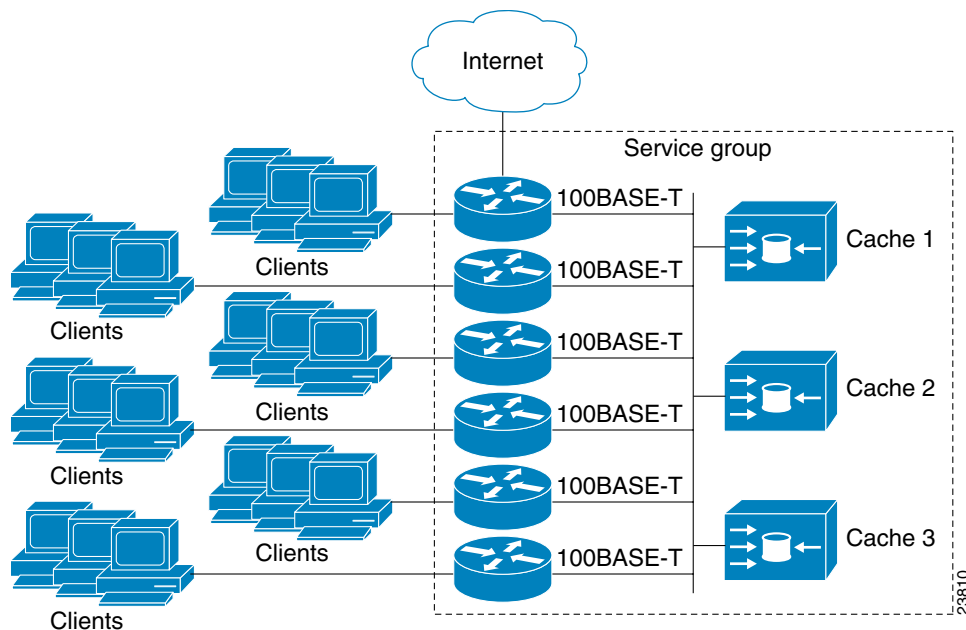 Internet
Service group
100BASE-T
Cache 1
Clients
100BASE-T
Clients
100BASE-T
Cache 2
Clients
100BASE-T
Clients
100BASE-T
Cache 3
Clients
100BASE-T
Clients
23810